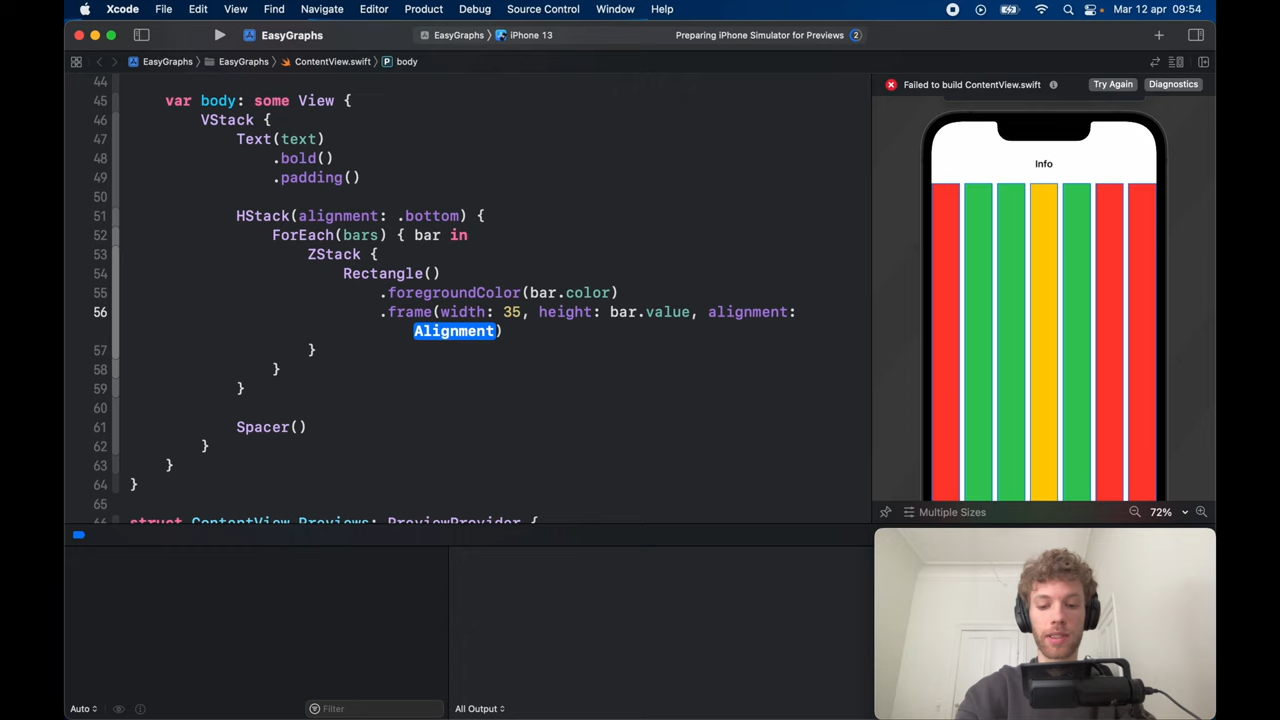 Xcode File Edit View Find Navigate Editor Product Debug Source Control Window Help Mar 12 apr 09:54
EasyGraphs EasyGraphs iPhone 13 Preparing iPhone Simulator for Previews 2
EasyGraphs EasyGraphs ContentView.swift P body
Failed to build ContentView.swift Try Again Diagnostics
44
45 var body: some View {
46 VStack {
47 Text(text)
48 .bold()
49 .padding()
50
51 HStack(alignment: .bottom) {
52 ForEach(bars) { bar in
53 ZStack {
54 Rectangle()
55 .foregroundColor(bar.color)
56 .frame(width: 35, height: bar.value, alignment:
Alignment)
57 }
58 }
59 }
60
61 Spacer()
62 }
63 }
64 }
65
66 struct ContentView_Previews: PreviewProvider {
Info
Multiple Sizes 72%
Auto Filter All Output